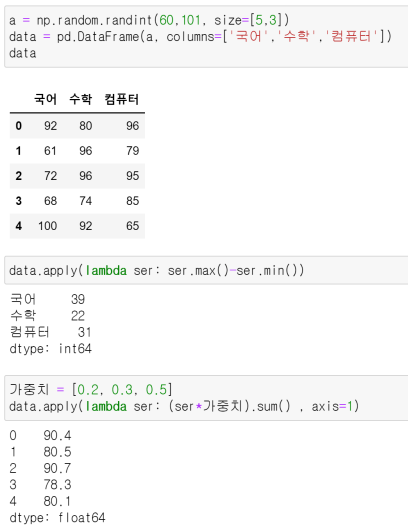 a = np.random.randint(60,101, size=[5,3])
data = pd.DataFrame(a, columns=['국어','수학','컴퓨터'])
data
국어 수학 컴퓨터
0 92 80 96
1 61 96 79
2 72 96 95
3 68 74 85
4 100 92 65
data.apply(lambda ser: ser.max()-ser.min())
국어 39
수학 22
컴퓨터 31
dtype: int64
가중치 = [0.2, 0.3, 0.5]
data.apply(lambda ser: (ser*가중치).sum() , axis=1)
0 90.4
1 80.5
2 90.7
3 78.3
4 80.1
dtype: float64